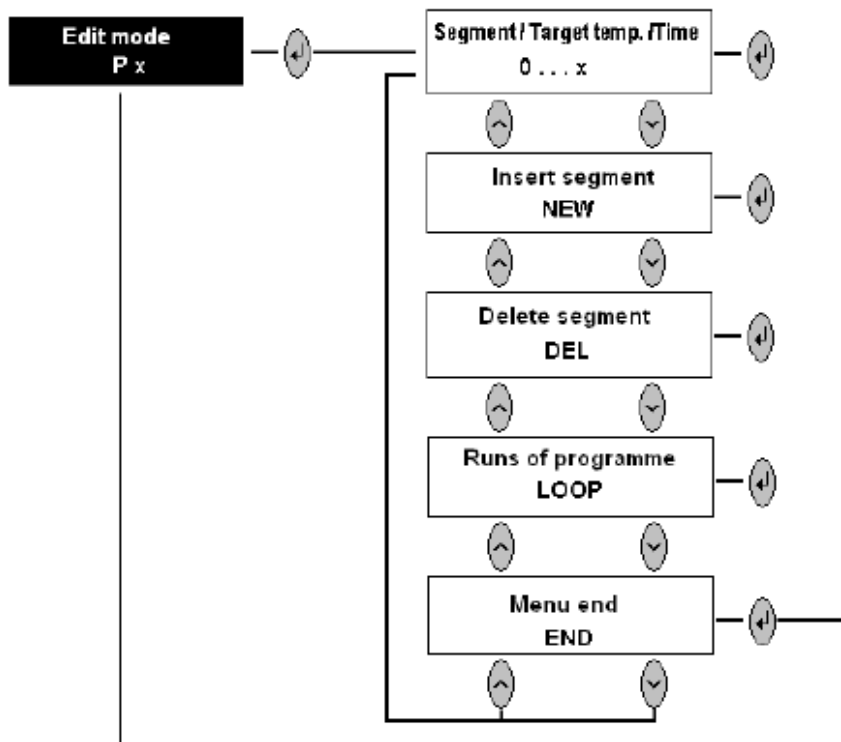 Edit mode
P x
Segment / Target temp. /Time
0 . . . x
Insert segment
NEW
Delete segment
DEL
Runs of programme
LOOP
Menu end
END